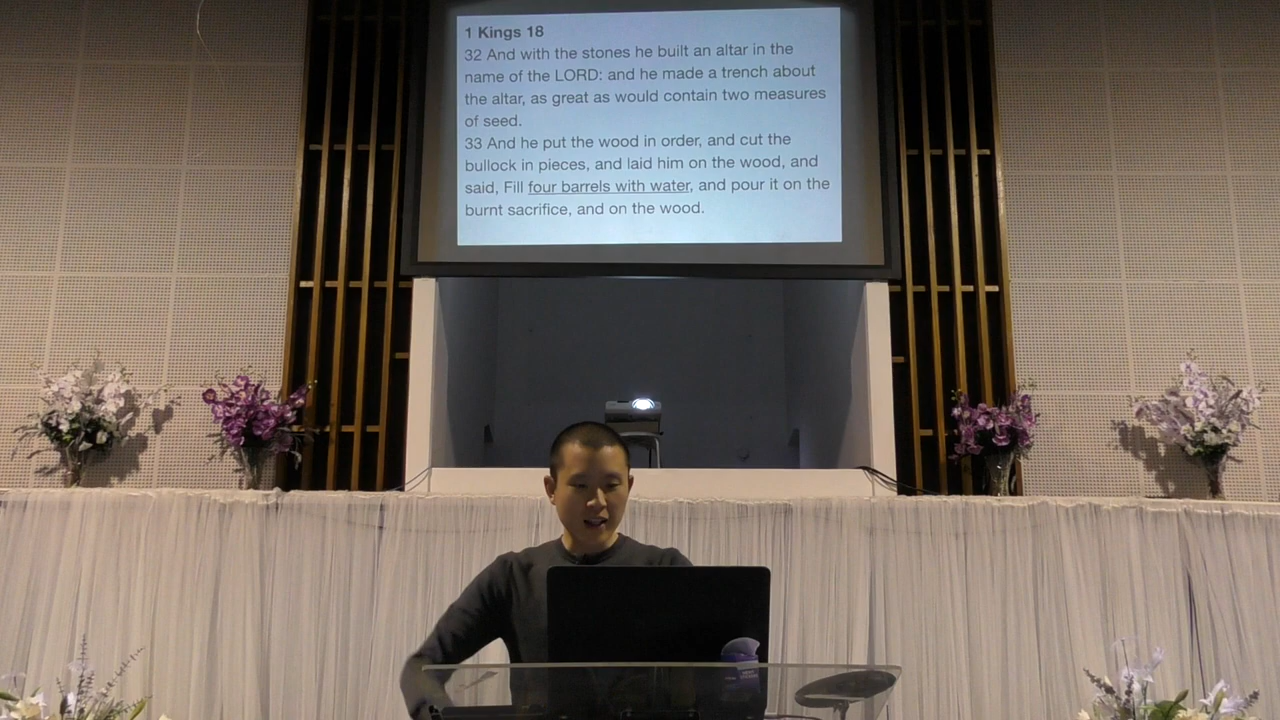 1 Kings 18
32 And with the stones he built an altar in the
name of the LORD: and he made a trench about
the altar, as great as would contain two measures
of seed.
33 And he put the wood in order, and cut the
bullock in pieces, and laid him on the wood, and
said, Fill four barrels with water, and pour it on the
burnt sacrifice, and on the wood.